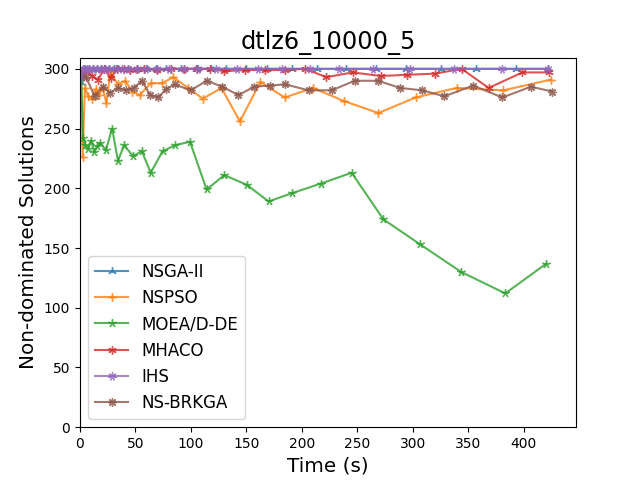 dtlz6_10000_5
Non-dominated Solutions
300
250
200
150
100
50
0
NSGA-II
NSPSO
MOEA/D-DE
MHACO
IHS
NS-BRKGA
0 50 100 150 200 250 300 350 400
Time (s)